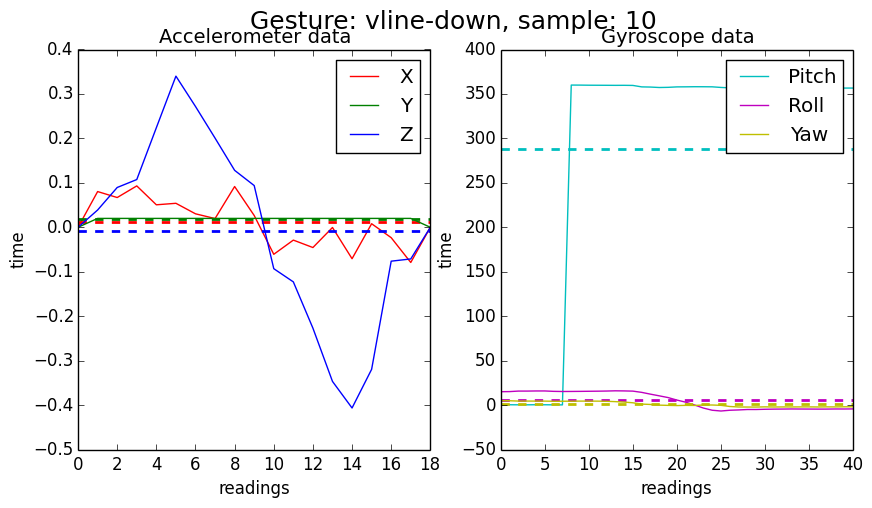 Gesture: vline-down, sample: 10
Accelerometer data
0.4
0.3
0.2
0.1
0.0
−0.1
−0.2
−0.3
−0.4
−0.5
time
0 2 4 6 8 10 12 14 16 18
readings
X
Y
Z
Gyroscope data
400
350
300
250
200
150
100
50
0
−50
time
0 5 10 15 20 25 30 35 40
readings
Pitch
Roll
Yaw